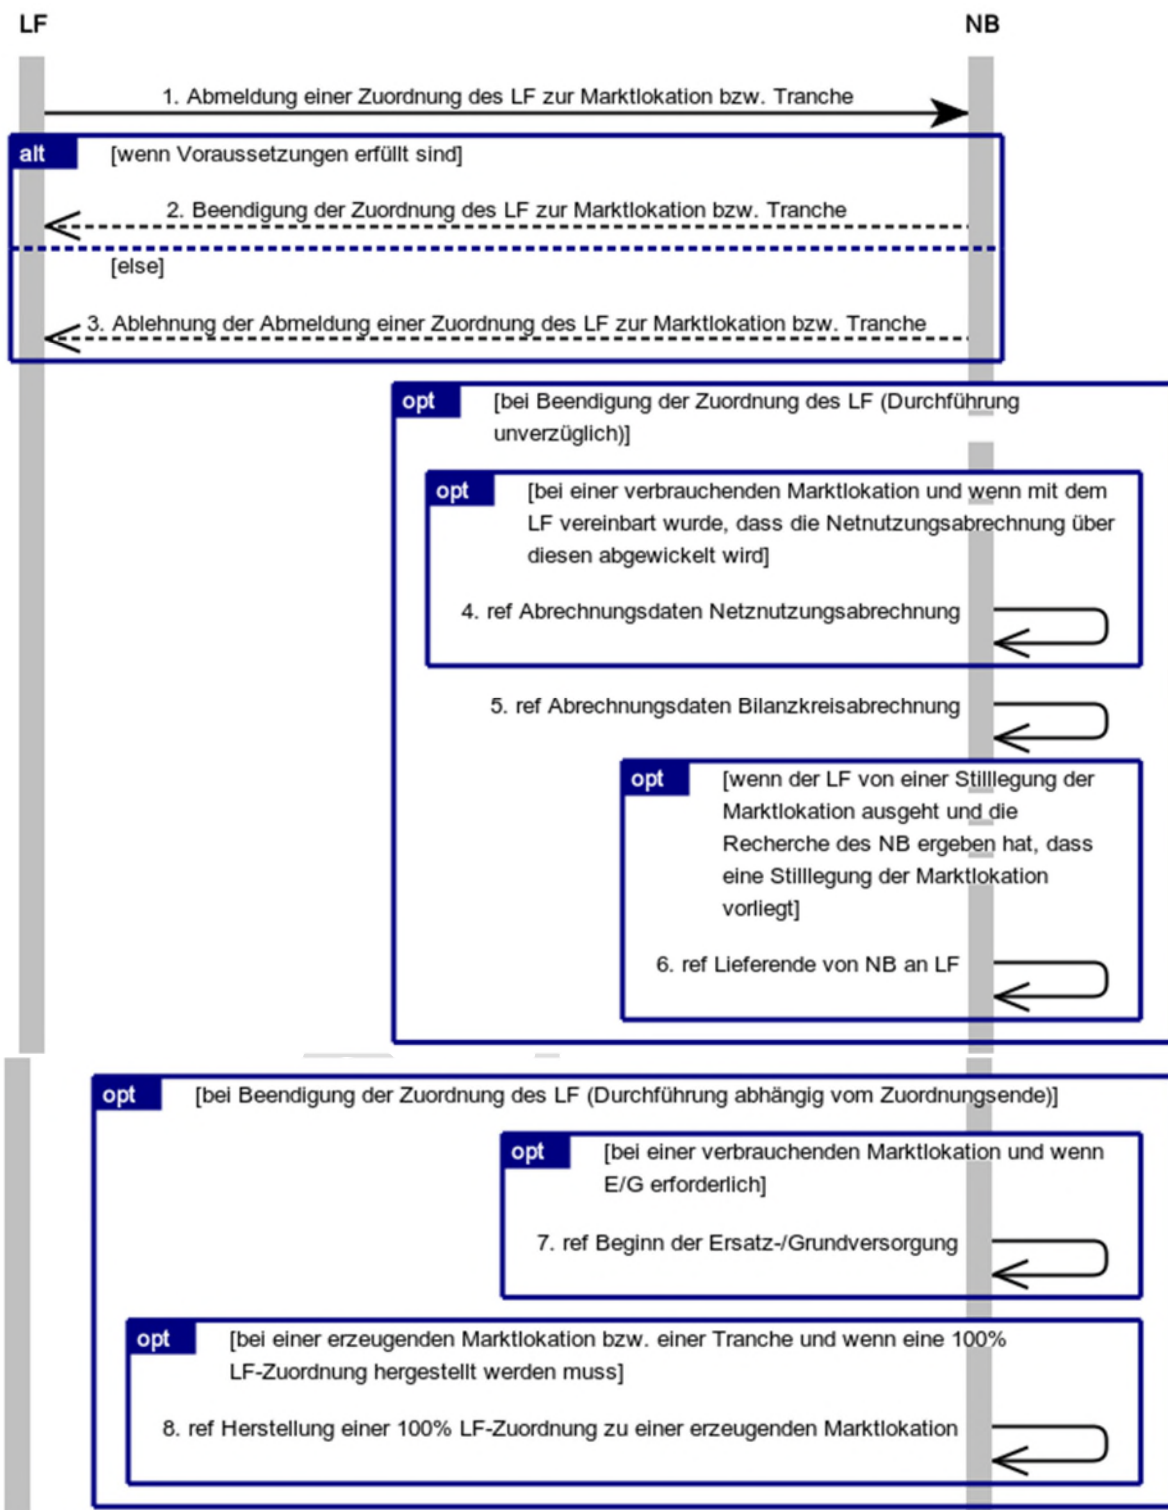 LF
NB
1. Abmeldung einer Zuordnung des LF zur Marktlokation bzw. Tranche
alt
[wenn Voraussetzungen erfüllt sind]
2. Beendigung der Zuordnung des LF zur Marktlokation bzw. Tranche
[else]
3. Ablehnung der Abmeldung einer Zuordnung des LF zur Marktlokation bzw. Tranche
opt
[bei Beendigung der Zuordnung des LF (Durchführung
unverzüglich)]
opt
[bei einer verbrauchenden Marktlokation und wenn mit dem
LF vereinbart wurde, dass die Netnutzungsabrechnung über
diesen abgewickelt wird]
4. ref Abrechnungsdaten Netznutzungsabrechnung
5. ref Abrechnungsdaten Bilanzkreisabrechnung
opt
[wenn der LF von einer Stilllegung der
Marktlokation ausgeht und die
Recherche des NB ergeben hat, dass
eine Stilllegung der Marktlokation
vorliegt]
6. ref Lieferende von NB an LF
opt
[bei Beendigung der Zuordnung des LF (Durchführung abhängig vom Zuordnungsende)]
opt
[bei einer verbrauchenden Marktlokation und wenn
E/G erforderlich]
7. ref Beginn der Ersatz-/Grundversorgung
opt
[bei einer erzeugenden Marktlokation bzw. einer Tranche und wenn eine 100%
LF-Zuordnung hergestellt werden muss]
8. ref Herstellung einer 100% LF-Zuordnung zu einer erzeugenden Marktlokation